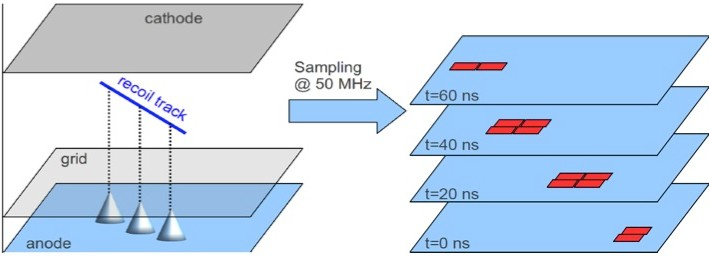 cathode
recoil track
grid
anode
Sampling
@ 50 MHz
t=60 ns
t=40 ns
t=20 ns
t=0 ns